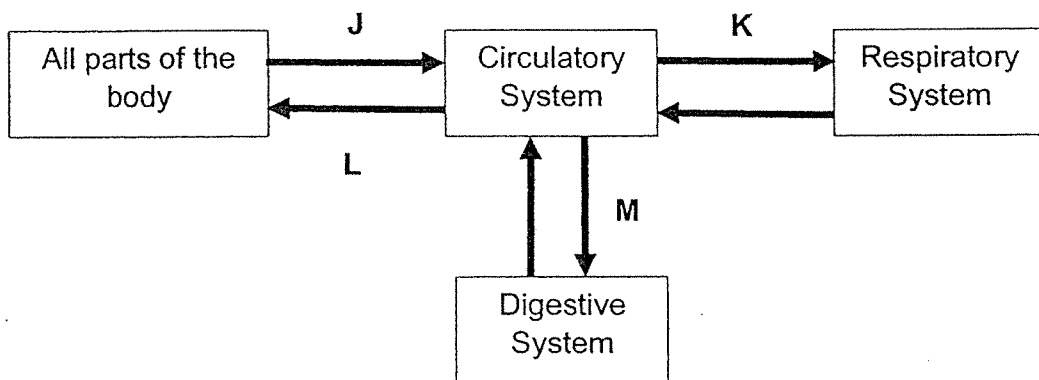 J
K
All parts of the
body
Circulatory
System
Respiratory
System
L
M
Digestive
System